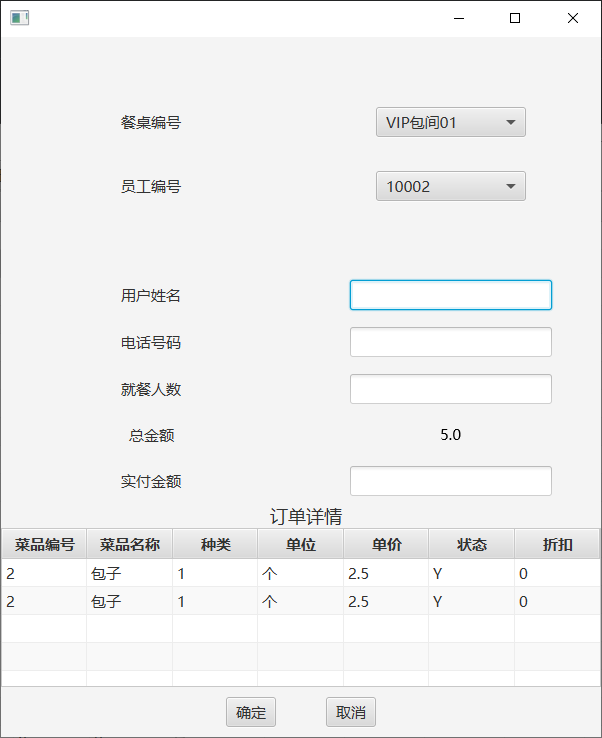 餐桌编号 VIP包间01
员工编号 10002
用户姓名
电话号码
就餐人数
总金额 5.0
实付金额
订单详情
菜品编号 菜品名称 种类 单位 单价 状态 折扣
2 包子 1 个 2.5 Y 0
2 包子 1 个 2.5 Y 0
确定 取消